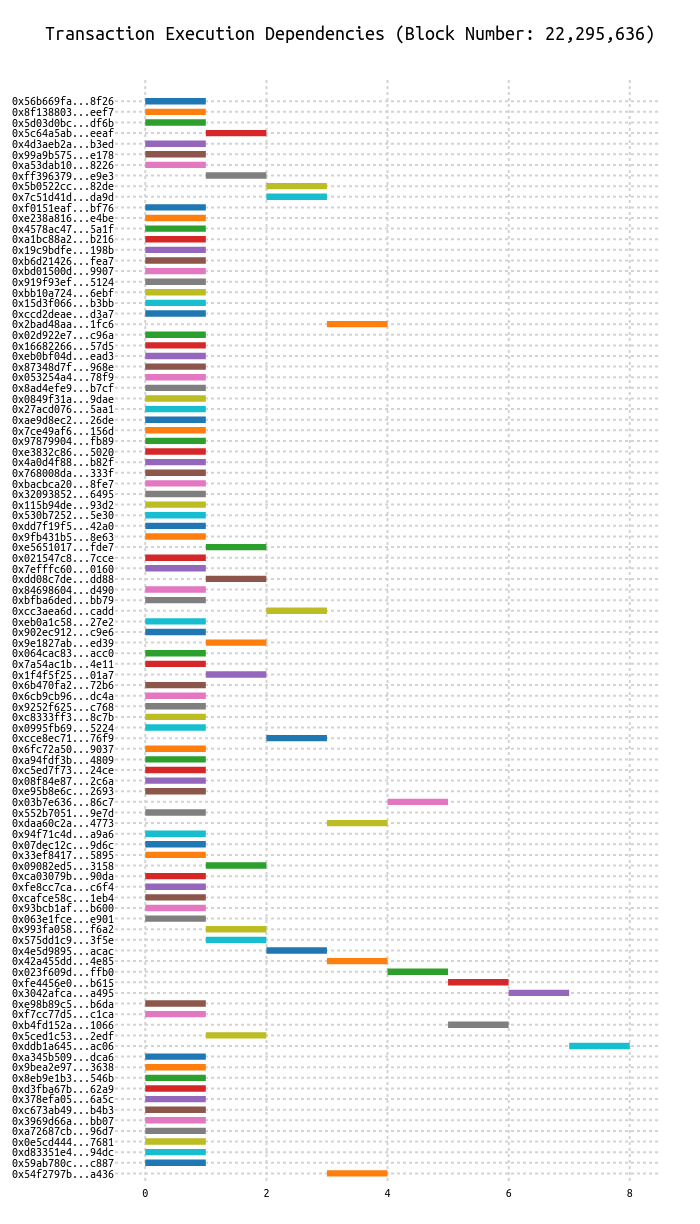 Transaction Execution Dependencies (Block Number: 22,295,636)
0x56b669fa...8f26
0x8f138803...eef7
0x5d03d0bc...df6b
0x5c64a5ab...eeaf
0x4d3aeb2a...b3ed
0x99a9b575...e178
0xa53dab10...8226
0xff396379...e9e3
0x5b0522cc...82de
0x7c51d41d...da9d
0xf0151eaf...bf76
0xe238a816...e4be
0x4578ac47...5a1f
0xa1bc88a2...b216
0x19c9bdfe...198b
0xb6d21426...fea7
0xbd01500d...9907
0x919f93ef...5124
0xbb10a724...6ebf
0x15d3f066...b3bb
0xccd2deae...d3a7
0x2bad48aa...1fc6
0x02d922e7...c96a
0x16682266...57d5
0xeb0bf04d...ead3
0x87348d7f...968e
0x053254a4...78f9
0x8ad4efe9...b7cf
0x0849f31a...9dae
0x27acd076...5aa1
0xae9d8ec2...26de
0x7ce49af6...156d
0x97879904...fb89
0xe3832c86...5020
0x4a0d4f88...b82f
0x768008da...333f
0xbacbca20...8fe7
0x32093852...6495
0x115b94de...93d2
0x530b7252...5e30
0xdd7f19f5...42a0
0x9fb431b5...8e63
0xe5651017...fde7
0x021547c8...7cce
0x7efffc60...0160
0xdd08c7de...dd88
0x84698604...d490
0xbfba6ded...bb79
0xcc3aea6d...cadd
0xeb0a1c58...27e2
0x902ec912...c9e6
0x9e1827ab...ed39
0x064cac83...acc0
0x7a54ac1b...4e11
0x1f4f5f25...01a7
0x6b470fa2...72b6
0x6cb9cb96...dc4a
0x9252f625...c768
0xc8333ff3...8c7b
0x0995fb69...5224
0xcce8ec71...76f9
0x6fc72a50...9037
0xa94fdf3b...4809
0xc5ed7f73...24ce
0x08f84e87...2c6a
0xe95b8e6c...2693
0x03b7e636...86c7
0x552b7051...9e7d
0xdaa60c2a...4773
0x94f71c4d...a9a6
0x07dec12c...9d6c
0x33ef8417...5895
0x09082ed5...3158
0xca03079b...90da
0xfe8cc7ca...c6f4
0xcafce58c...1eb4
0x93bcb1af...b600
0x063e1fce...e901
0x993fa058...f6a2
0x575dd1c9...3f5e
0x4e5d9895...acac
0x42a455dd...4e85
0x023f609d...ffb0
0xfe4456e0...b615
0x3042afca...a495
0xe98b89c5...b6da
0xf7cc77d5...c1ca
0xb4fd152a...1066
0x5ced1c53...2edf
0xddb1a645...ac06
0xa345b509...dca6
0x9bea2e97...3638
0x8eb9e1b3...546b
0xd3fba67b...62a9
0x378efa05...6a5c
0xc673ab49...b4b3
0x3969d66a...bb07
0xa72687cb...96d7
0x0e5cd444...7681
0xd83351e4...94dc
0x59ab780c...c887
0x54f2797b...a436
0 2 4 6 8